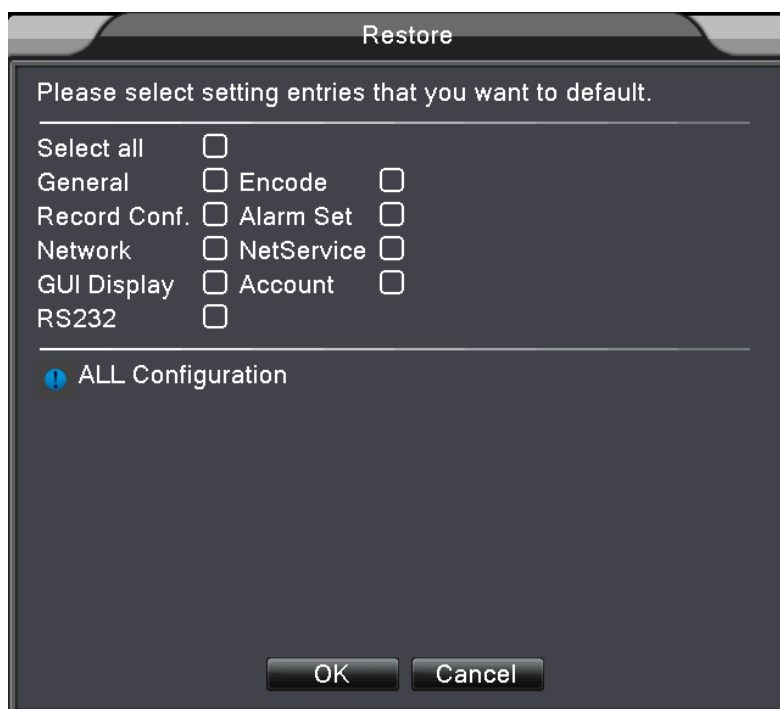 Restore
Please select setting entries that you want to default.
Select all
General Encode
Record Conf. Alarm Set
Network NetService
GUI Display Account
RS232
ALL Configuration
OK Cancel